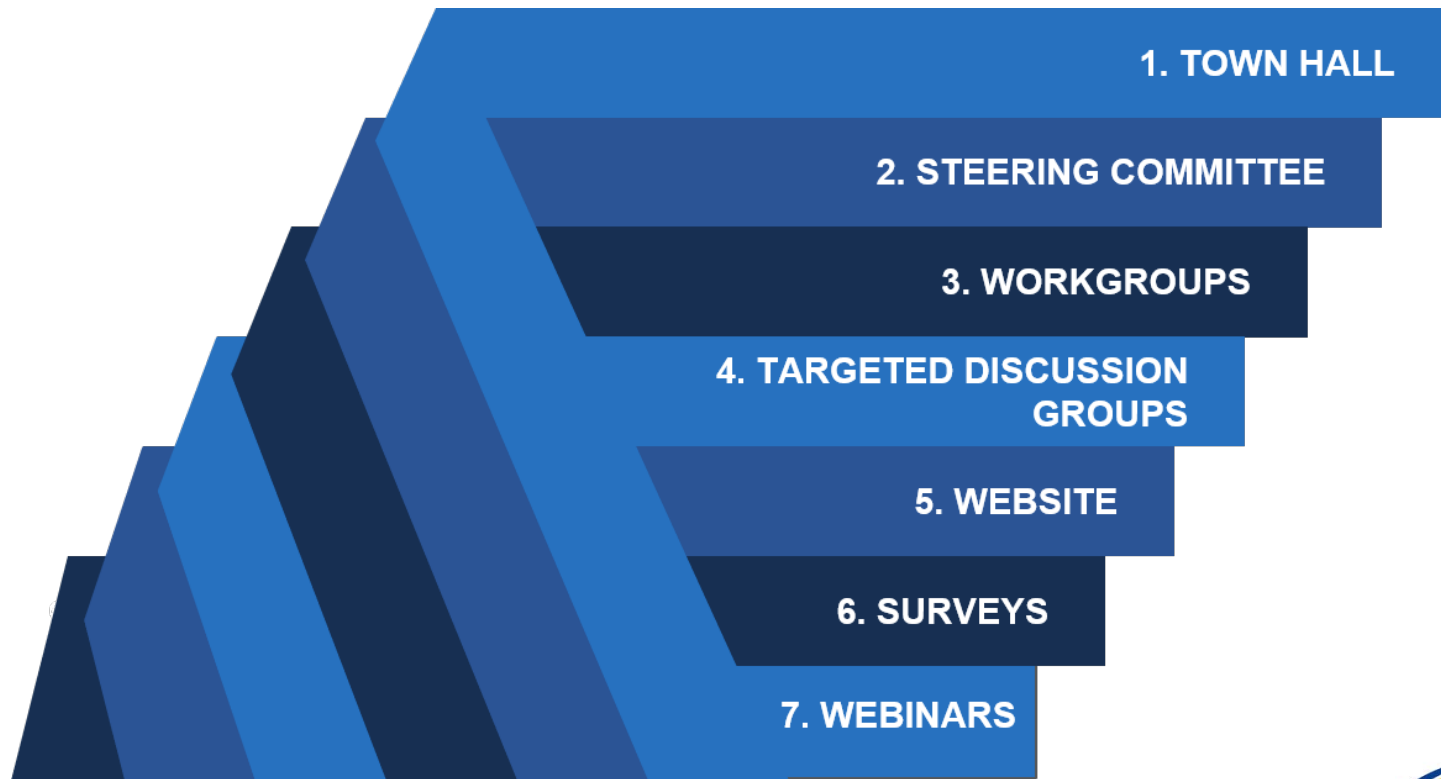 1. TOWN HALL
2. STEERING COMMITTEE
3. WORKGROUPS
4. TARGETED DISCUSSION
GROUPS
5. WEBSITE
6. SURVEYS
7. WEBINARS